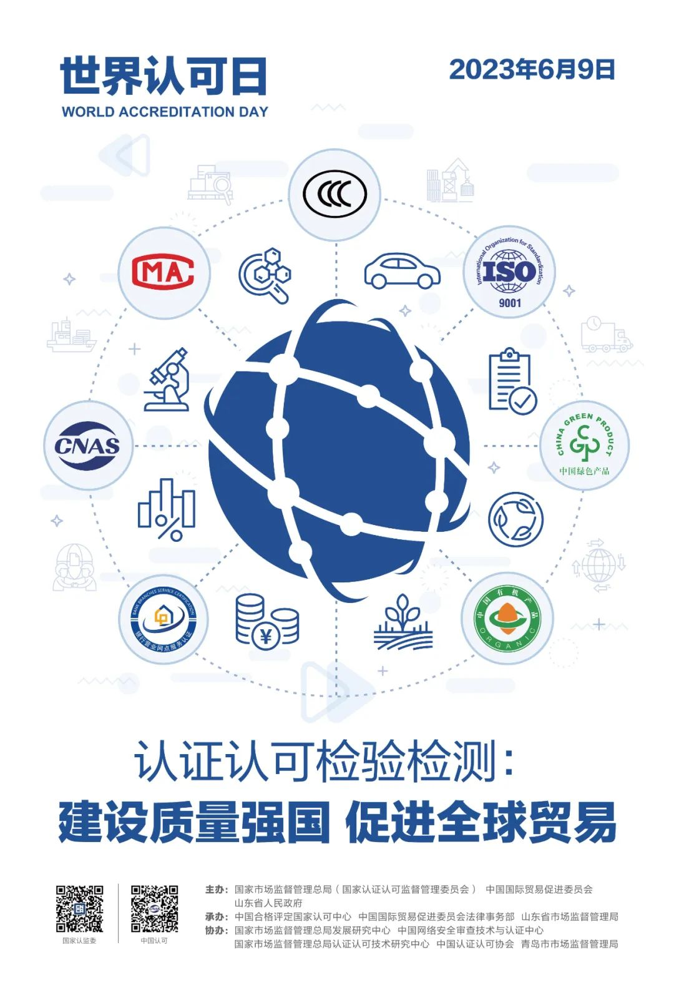 世界认可日
WORLD ACCREDITATION DAY
2023年6月9日
CMA
International Organization for Standardization
ISO
9001
CNAS
CHINA GREEN PRODUCT
CGP
中国绿色产品
BANK BRANCHES SERVICE CERTIFICATION
银行营业网点服务认证
¥
中国有机产品
ORGANIC
认证认可检验检测：
建设质量强国 促进全球贸易
国家认监委
中国认可
主办：国家市场监督管理总局（国家认证认可监督管理委员会） 中国国际贸易促进委员会
山东省人民政府
承办：中国合格评定国家认可中心 中国国际贸易促进委员会法律事务部 山东省市场监督管理局
协办：国家市场监督管理总局发展研究中心 中国网络安全审查技术与认证中心
国家市场监督管理总局认证认可技术研究中心 中国认证认可协会 青岛市市场监督管理局